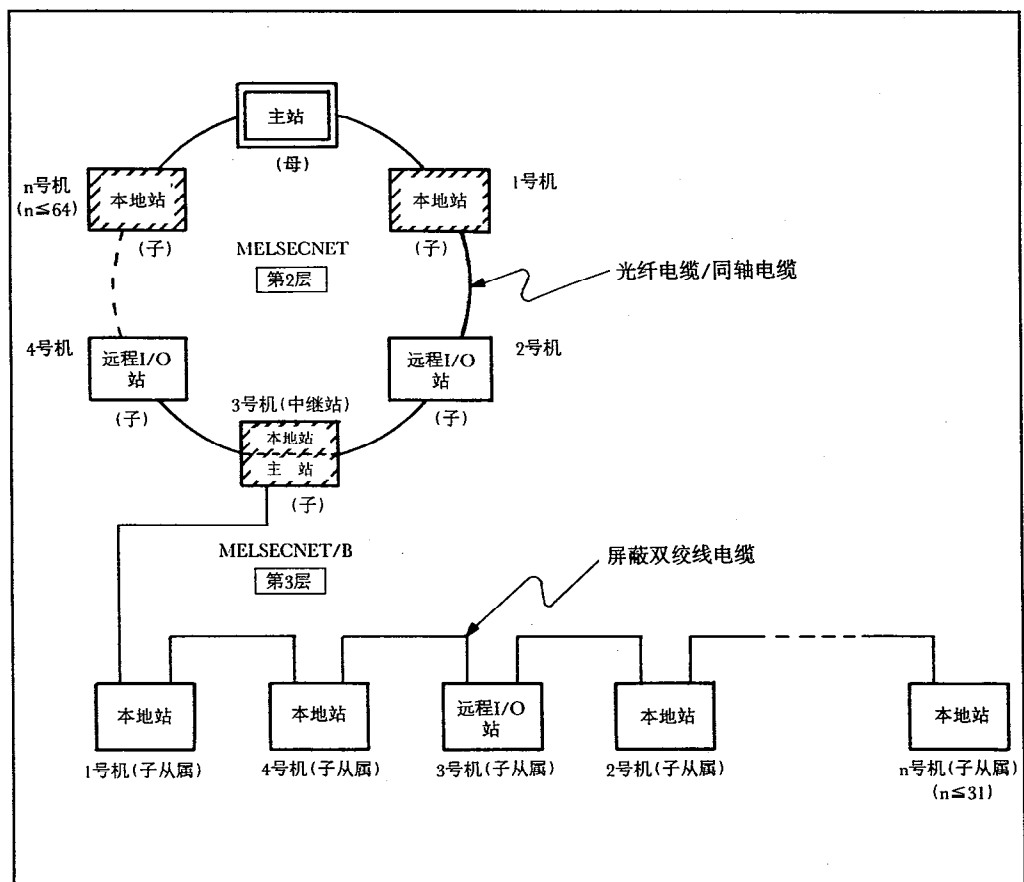 主站
(母)
n号机
(n≦64)
本地站
(子)
本地站
1号机
(子)
MELSECNET
第2层
光纤电缆/同轴电缆
4号机
远程I/O
站
(子)
远程I/O
站
2号机
(子)
3号机(中继站)
本地站
主 站
(子)
MELSECNET/B
第3层
屏蔽双绞线电缆
本地站
本地站
远程I/O
站
本地站
本地站
1号机(子从属)
4号机(子从属)
3号机(子从属)
2号机(子从属)
n号机(子从属)
(n≦31)